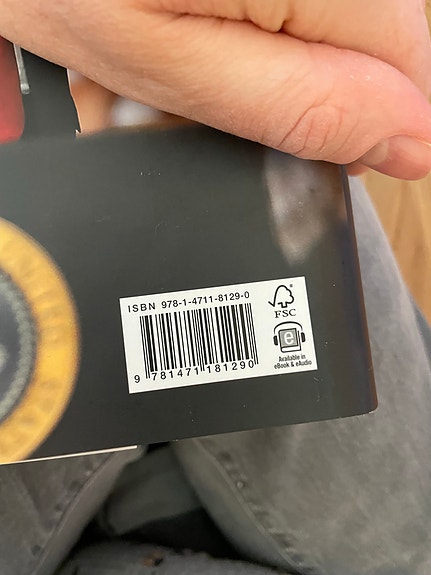 ISBN 978-1-4711-8129-0
9 781471 181290
FSC
e
Available in
eBook & eAudio